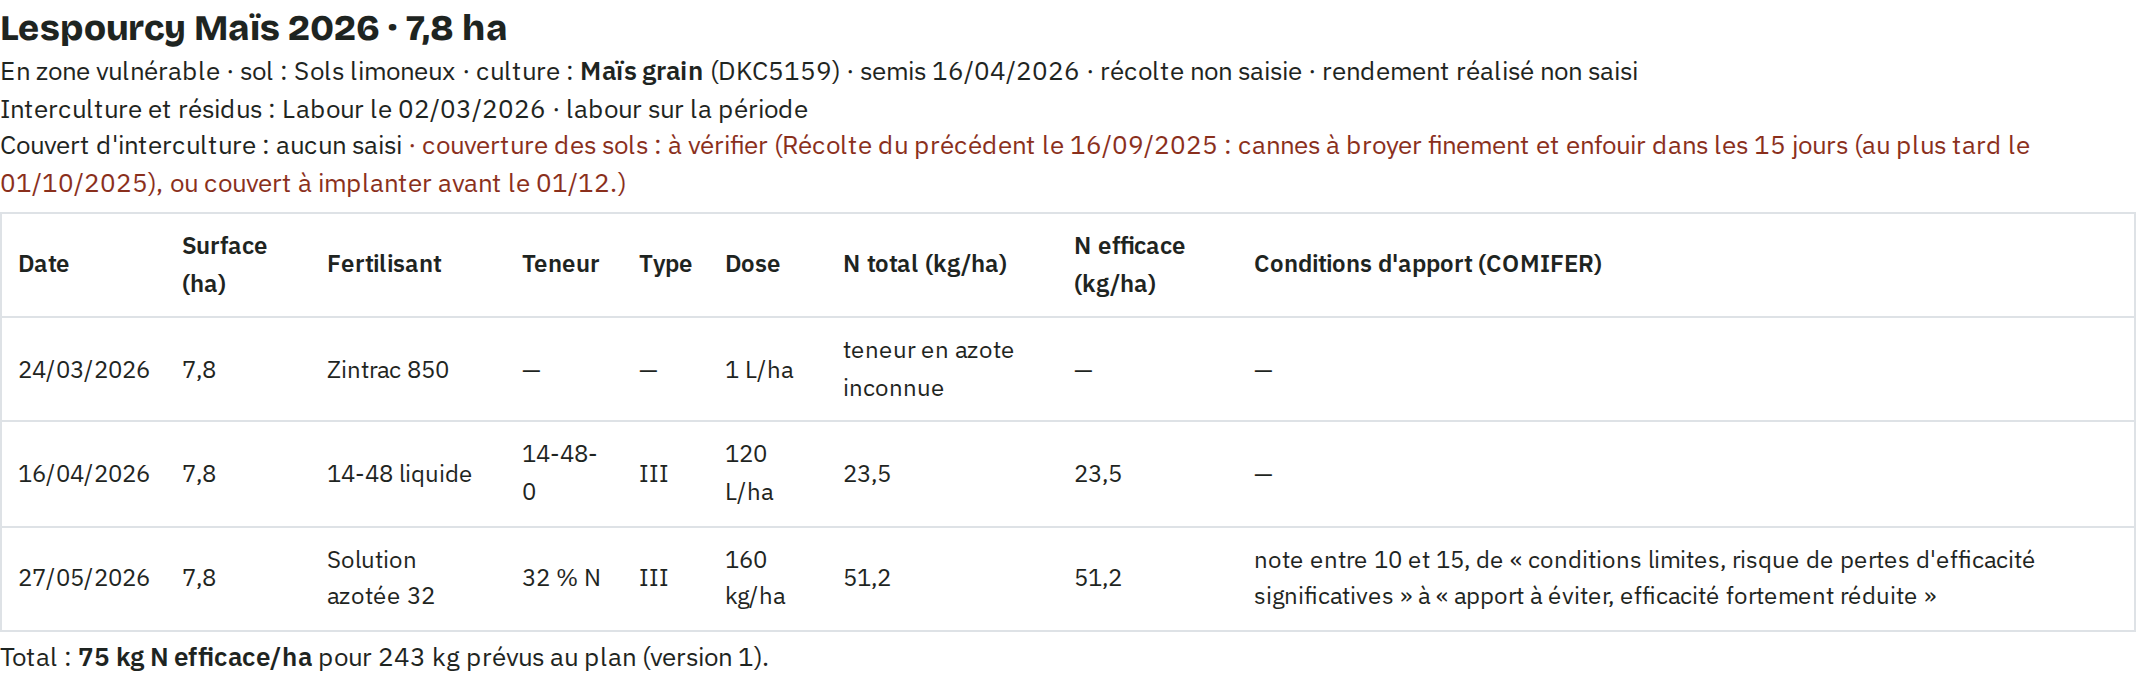 Lespourcy Maïs 2026 · 7,8 ha
En zone vulnérable · sol : Sols limoneux · culture : Maïs grain (DKC5159) · semis 16/04/2026 · récolte non saisie · rendement réalisé non saisi
Interculture et résidus : Labour le 02/03/2026 · labour sur la période
Couvert d'interculture : aucun saisi · couverture des sols : à vérifier (Récolte du précédent le 16/09/2025 : cannes à broyer finement et enfouir dans les 15 jours (au plus tard le
01/10/2025), ou couvert à implanter avant le 01/12.)
Date Surface (ha) Fertilisant Teneur Type Dose N total (kg/ha) N efficace (kg/ha) Conditions d'apport (COMIFER)
24/03/2026 7,8 Zintrac 850 — — 1 L/ha teneur en azote inconnue — —
16/04/2026 7,8 14-48 liquide 14-48-0 III 120 L/ha 23,5 23,5 —
27/05/2026 7,8 Solution azotée 32 32 % N III 160 kg/ha 51,2 51,2 note entre 10 et 15, de « conditions limites, risque de pertes d'efficacité significatives » à « apport à éviter, efficacité fortement réduite »
Total : 75 kg N efficace/ha pour 243 kg prévus au plan (version 1).